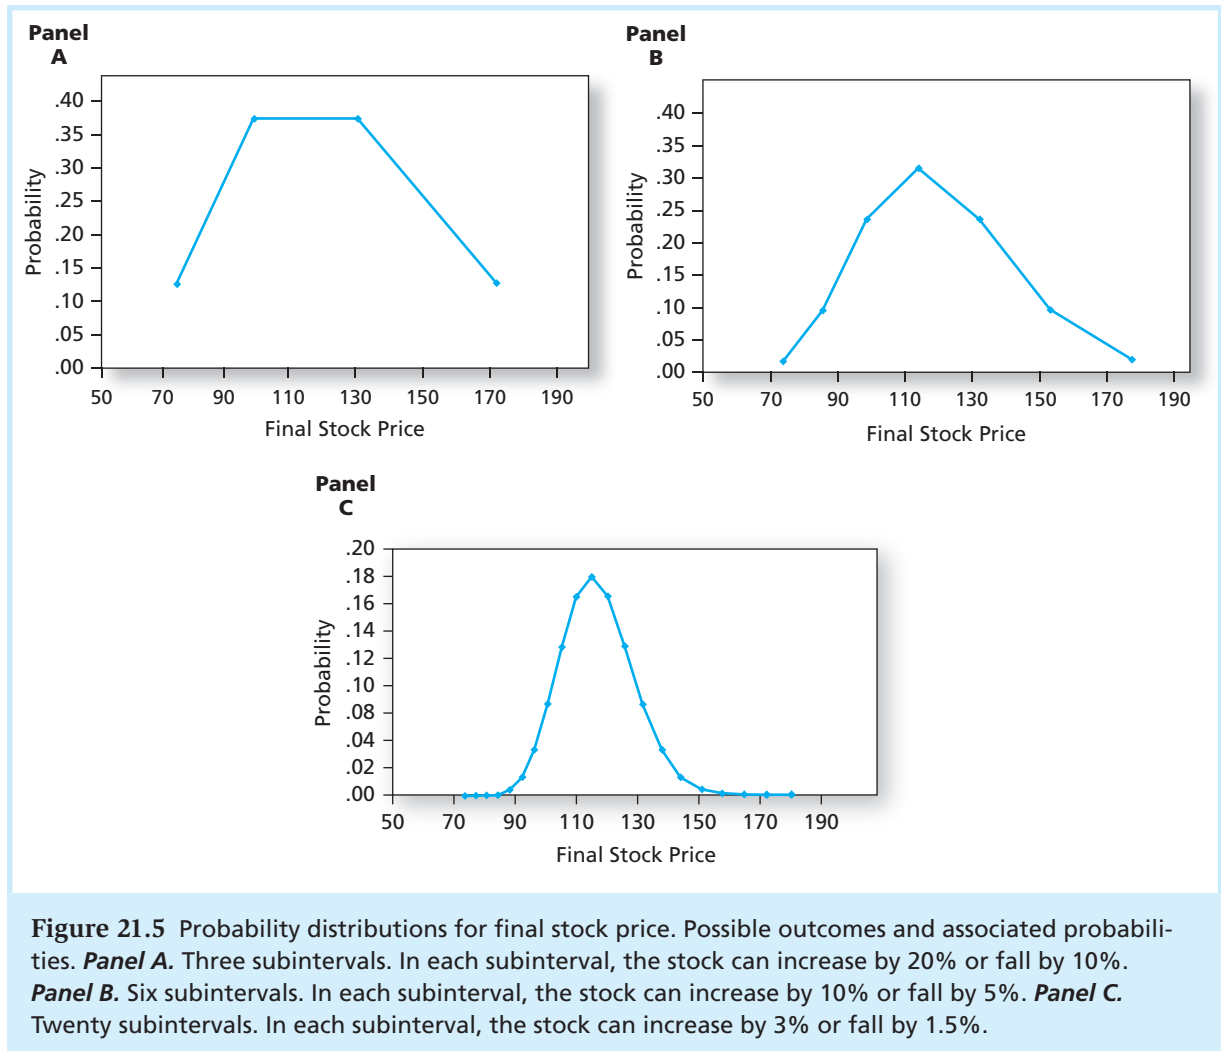 Panel
A
.40
.35
.30
.25
.20
.15
.10
.05
.00
Probability
50 70 90 110 130 150 170 190
Final Stock Price
Panel
B
.40
.35
.30
.25
.20
.15
.10
.05
.00
Probability
50 70 90 110 130 150 170 190
Final Stock Price
Panel
C
.20
.18
.16
.14
.12
.10
.08
.04
.02
.00
Probability
50 70 90 110 130 150 170 190
Final Stock Price
Figure 21.5 Probability distributions for final stock price. Possible outcomes and associated probabili-
ties. Panel A. Three subintervals. In each subinterval, the stock can increase by 20% or fall by 10%.
Panel B. Six subintervals. In each subinterval, the stock can increase by 10% or fall by 5%. Panel C.
Twenty subintervals. In each subinterval, the stock can increase by 3% or fall by 1.5%.